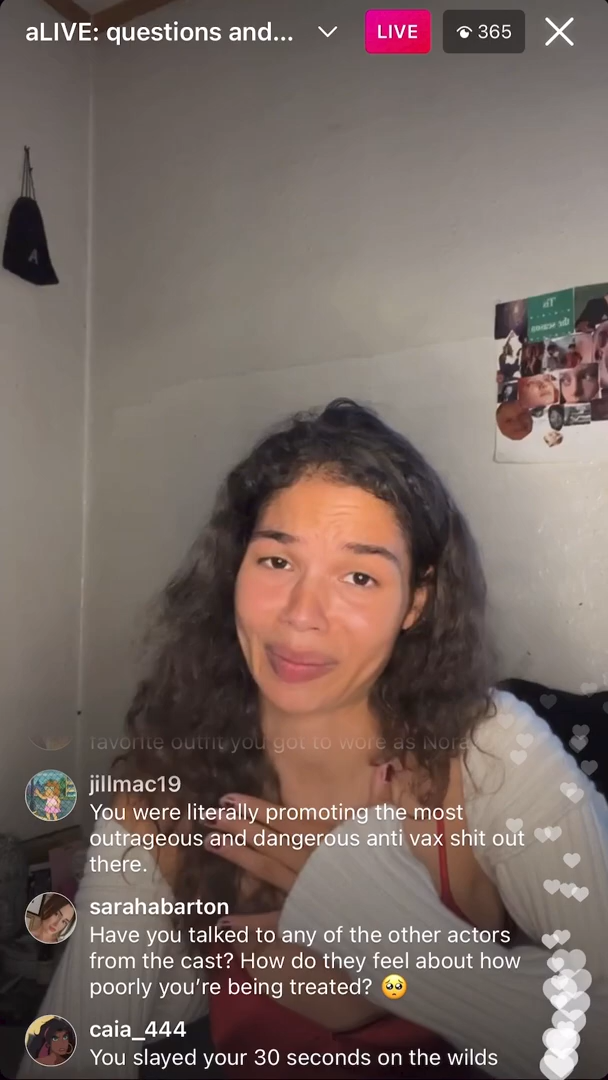 aLIVE: questions and...
LIVE
365
A
'Tis
the season
favorite outfit you got to wore as Nora
jillmac19
You were literally promoting the most
outrageous and dangerous anti vax shit out
there.
sarahabarton
Have you talked to any of the other actors
from the cast? How do they feel about how
poorly you’re being treated? 🥺
caia_444
You slayed your 30 seconds on the wilds